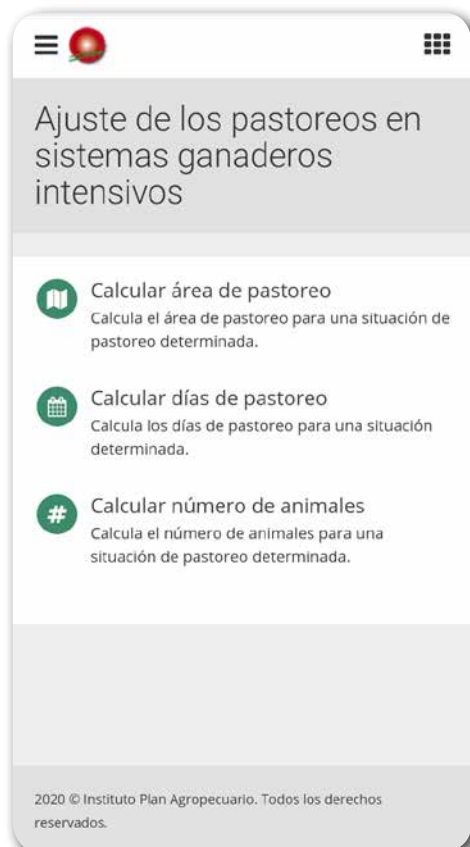 Ajuste de los pastoreos en
sistemas ganaderos
intensivos
Calcular área de pastoreo
Calcula el área de pastoreo para una situación de
pastoreo determinada.
Calcular días de pastoreo
Calcula los días de pastoreo para una situación
determinada.
#
Calcular número de animales
Calcula el número de animales para una
situación de pastoreo determinada.
2020 © Instituto Plan Agropecuario. Todos los derechos
reservados.